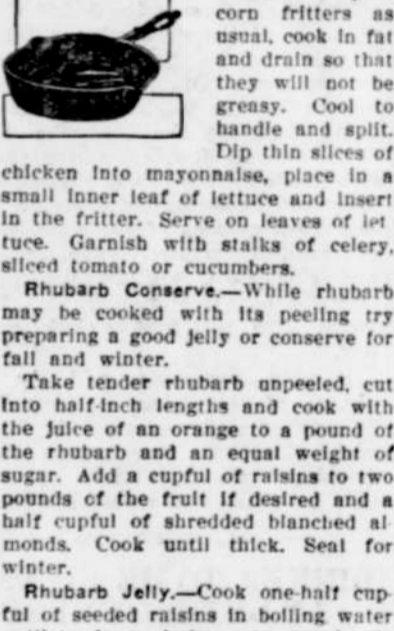 corn fritters as
usual, cook in fat
and drain so that
they will not be
greasy. Cool to
handle and split.
Dip thin slices of
chicken into mayonnaise, place in a
small inner leaf of lettuce and insert
in the fritter. Serve on leaves of let
tuce. Garnish with stalks of celery,
sliced tomato or cucumbers.
Rhubarb Conserve.—While rhubarb
may be cooked with its peeling try
preparing a good jelly or conserve for
fall and winter.
Take tender rhubarb unpeeled, cut
into half-inch lengths and cook with
the juice of an orange to a pound of
the rhubarb and an equal weight of
sugar. Add a cupful of raisins to two
pounds of the fruit if desired and a
half cupful of shredded blanched al
monds. Cook until thick. Seal for
winter.
Rhubarb Jelly.—Cook one-half cup-
ful of seeded raisins in boiling water